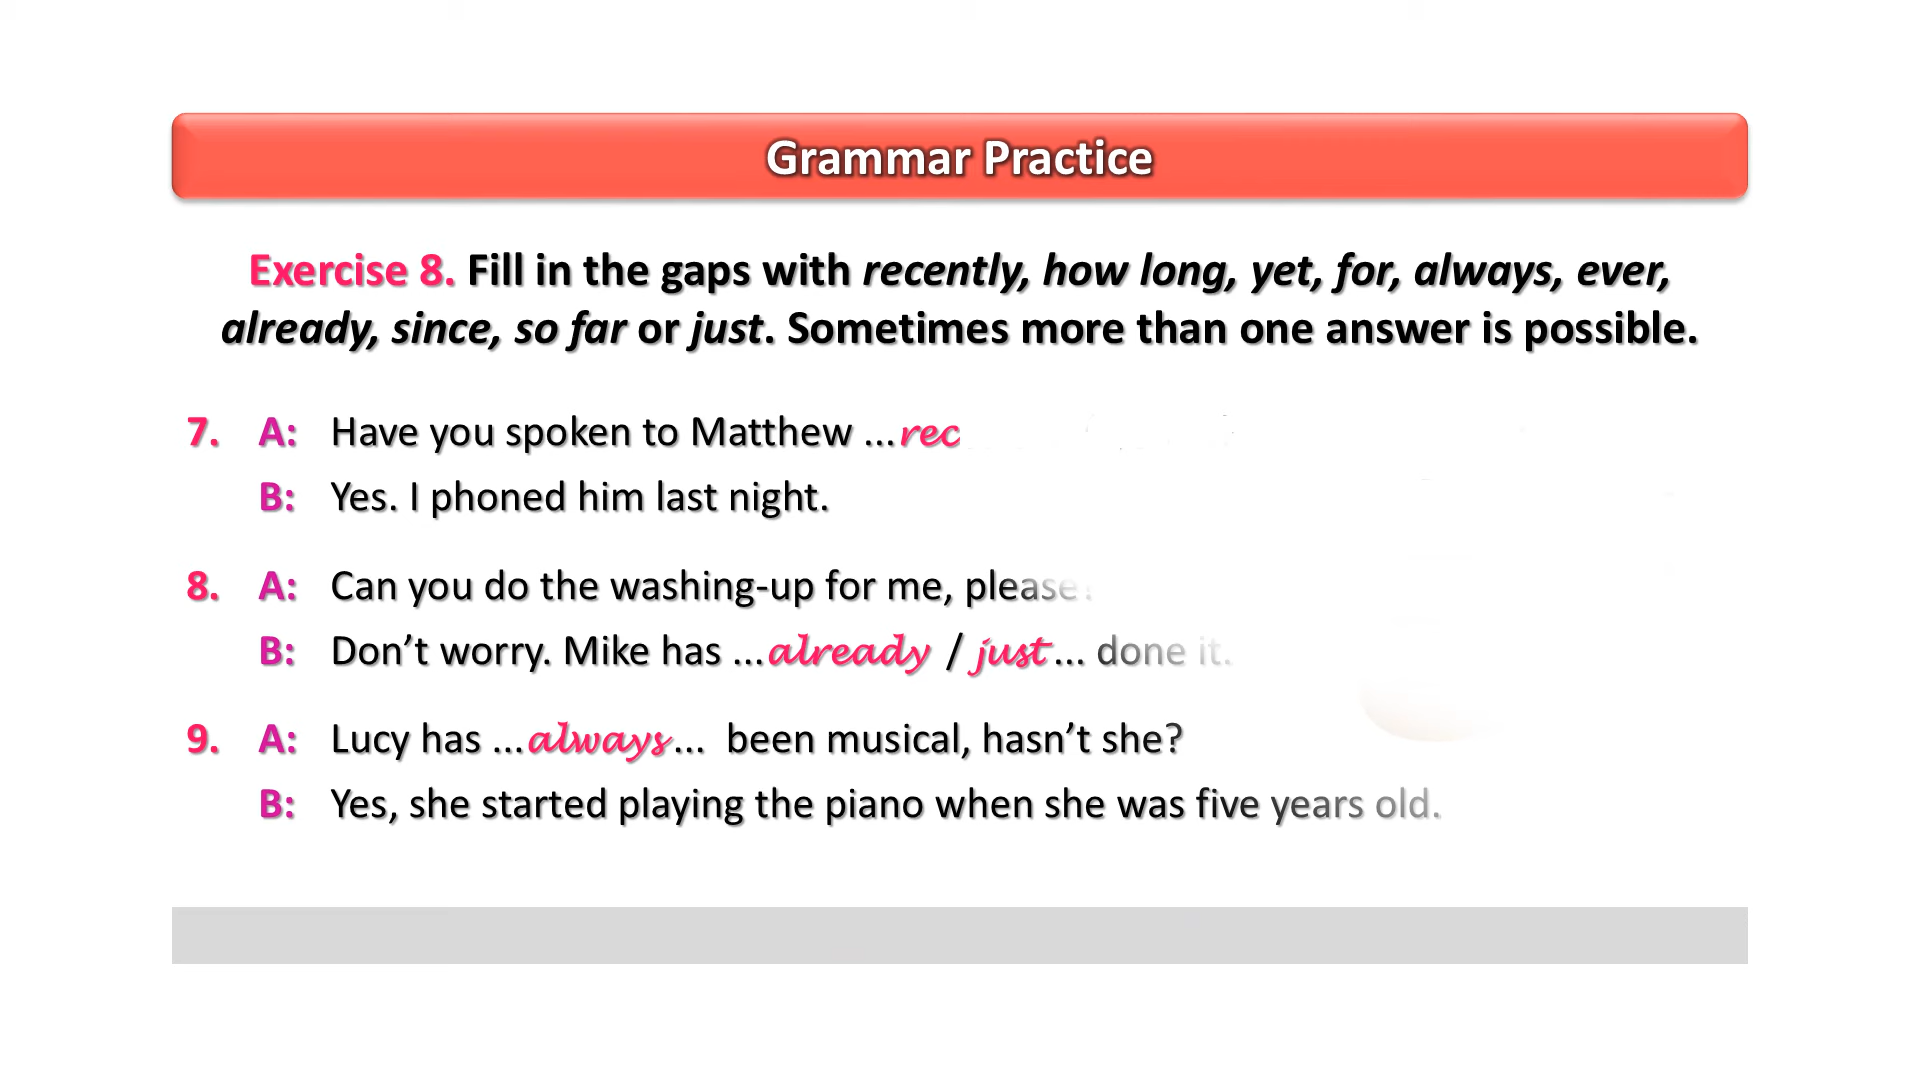 Grammar Practice
Exercise 8. Fill in the gaps with recently, how long, yet, for, always, ever,
already, since, so far or just. Sometimes more than one answer is possible.
7. A: Have you spoken to Matthew ...rec
B: Yes. I phoned him last night.
8. A: Can you do the washing-up for me, please?
B: Don’t worry. Mike has ...already / just... done it.
9. A: Lucy has ...always... been musical, hasn’t she?
B: Yes, she started playing the piano when she was five years old.